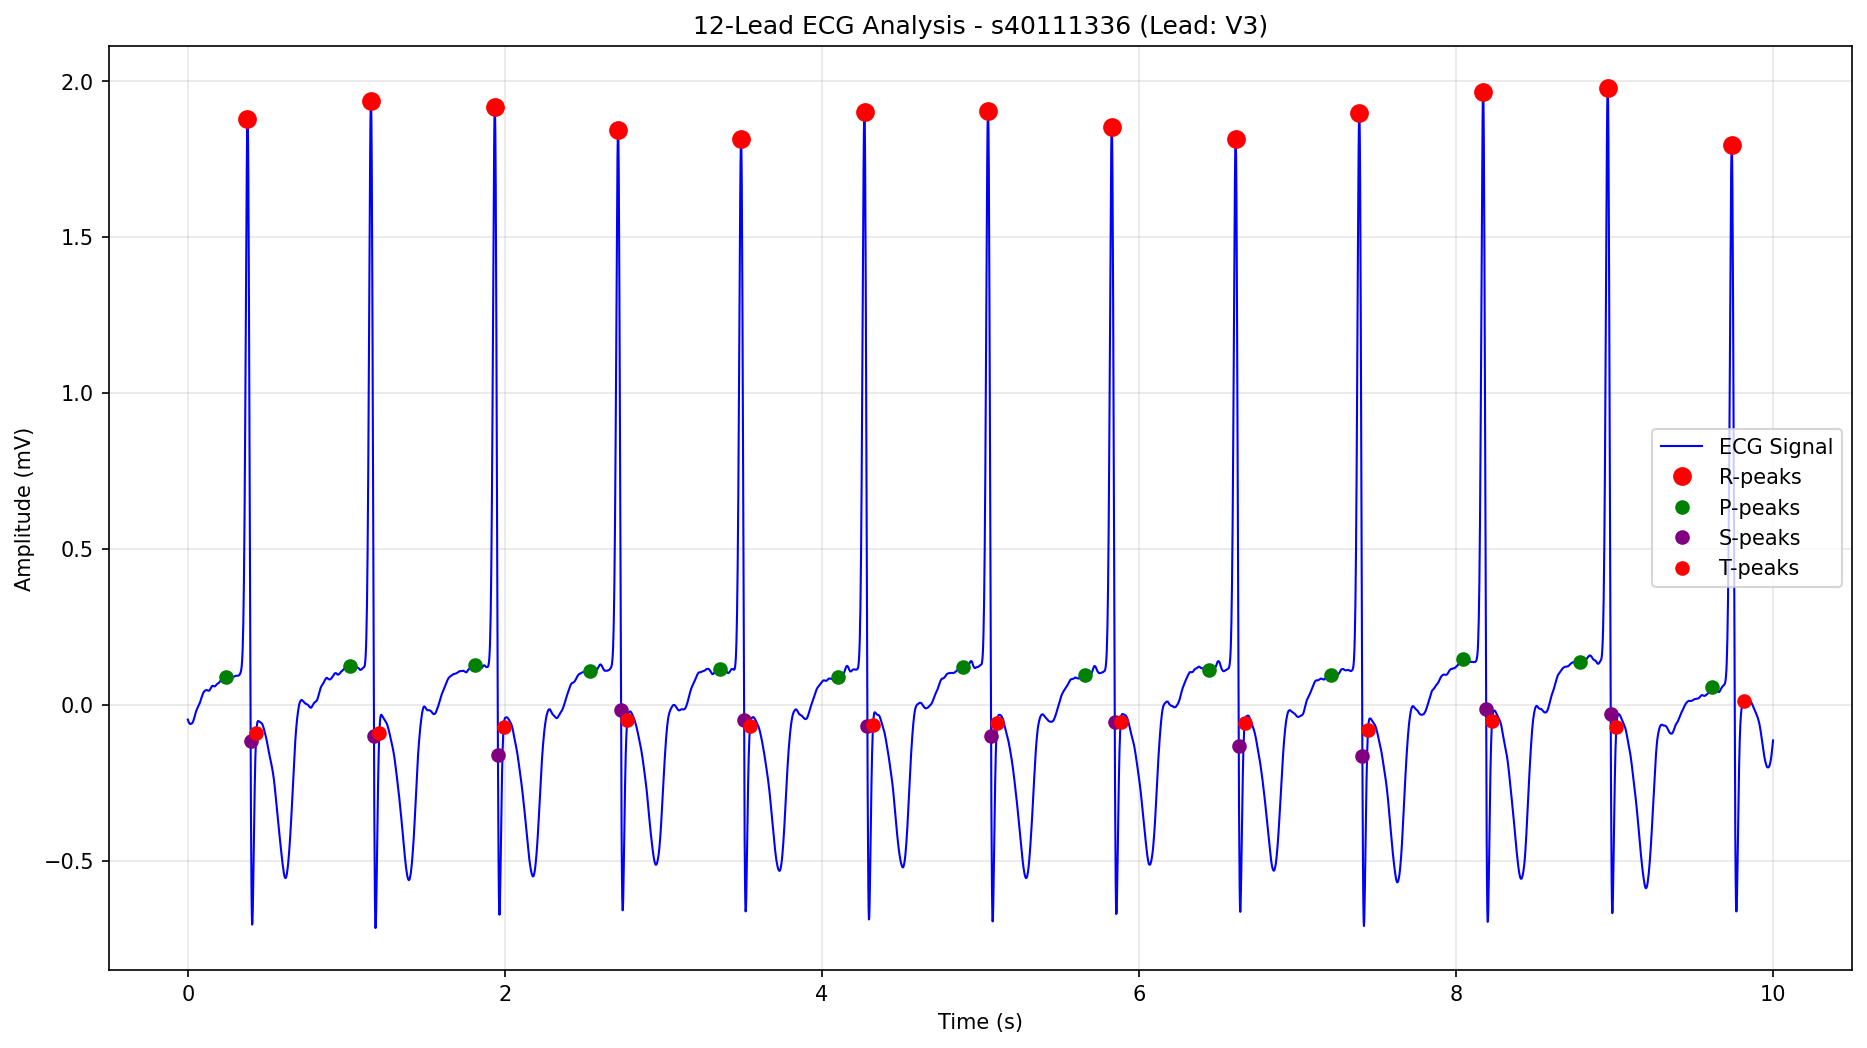 12-Lead ECG Analysis - s40111336 (Lead: V3)
Amplitude (mV)
2.0
1.5
1.0
0.5
0.0
−0.5
ECG Signal
R-peaks
P-peaks
S-peaks
T-peaks
0 2 4 6 8 10
Time (s)